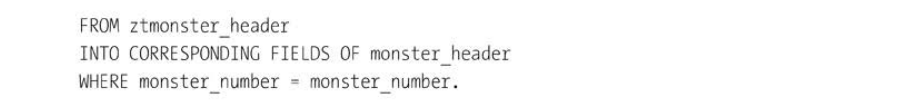 FROM ztmonster_header
INTO CORRESPONDING FIELDS OF monster_header
WHERE monster_number = monster_number.